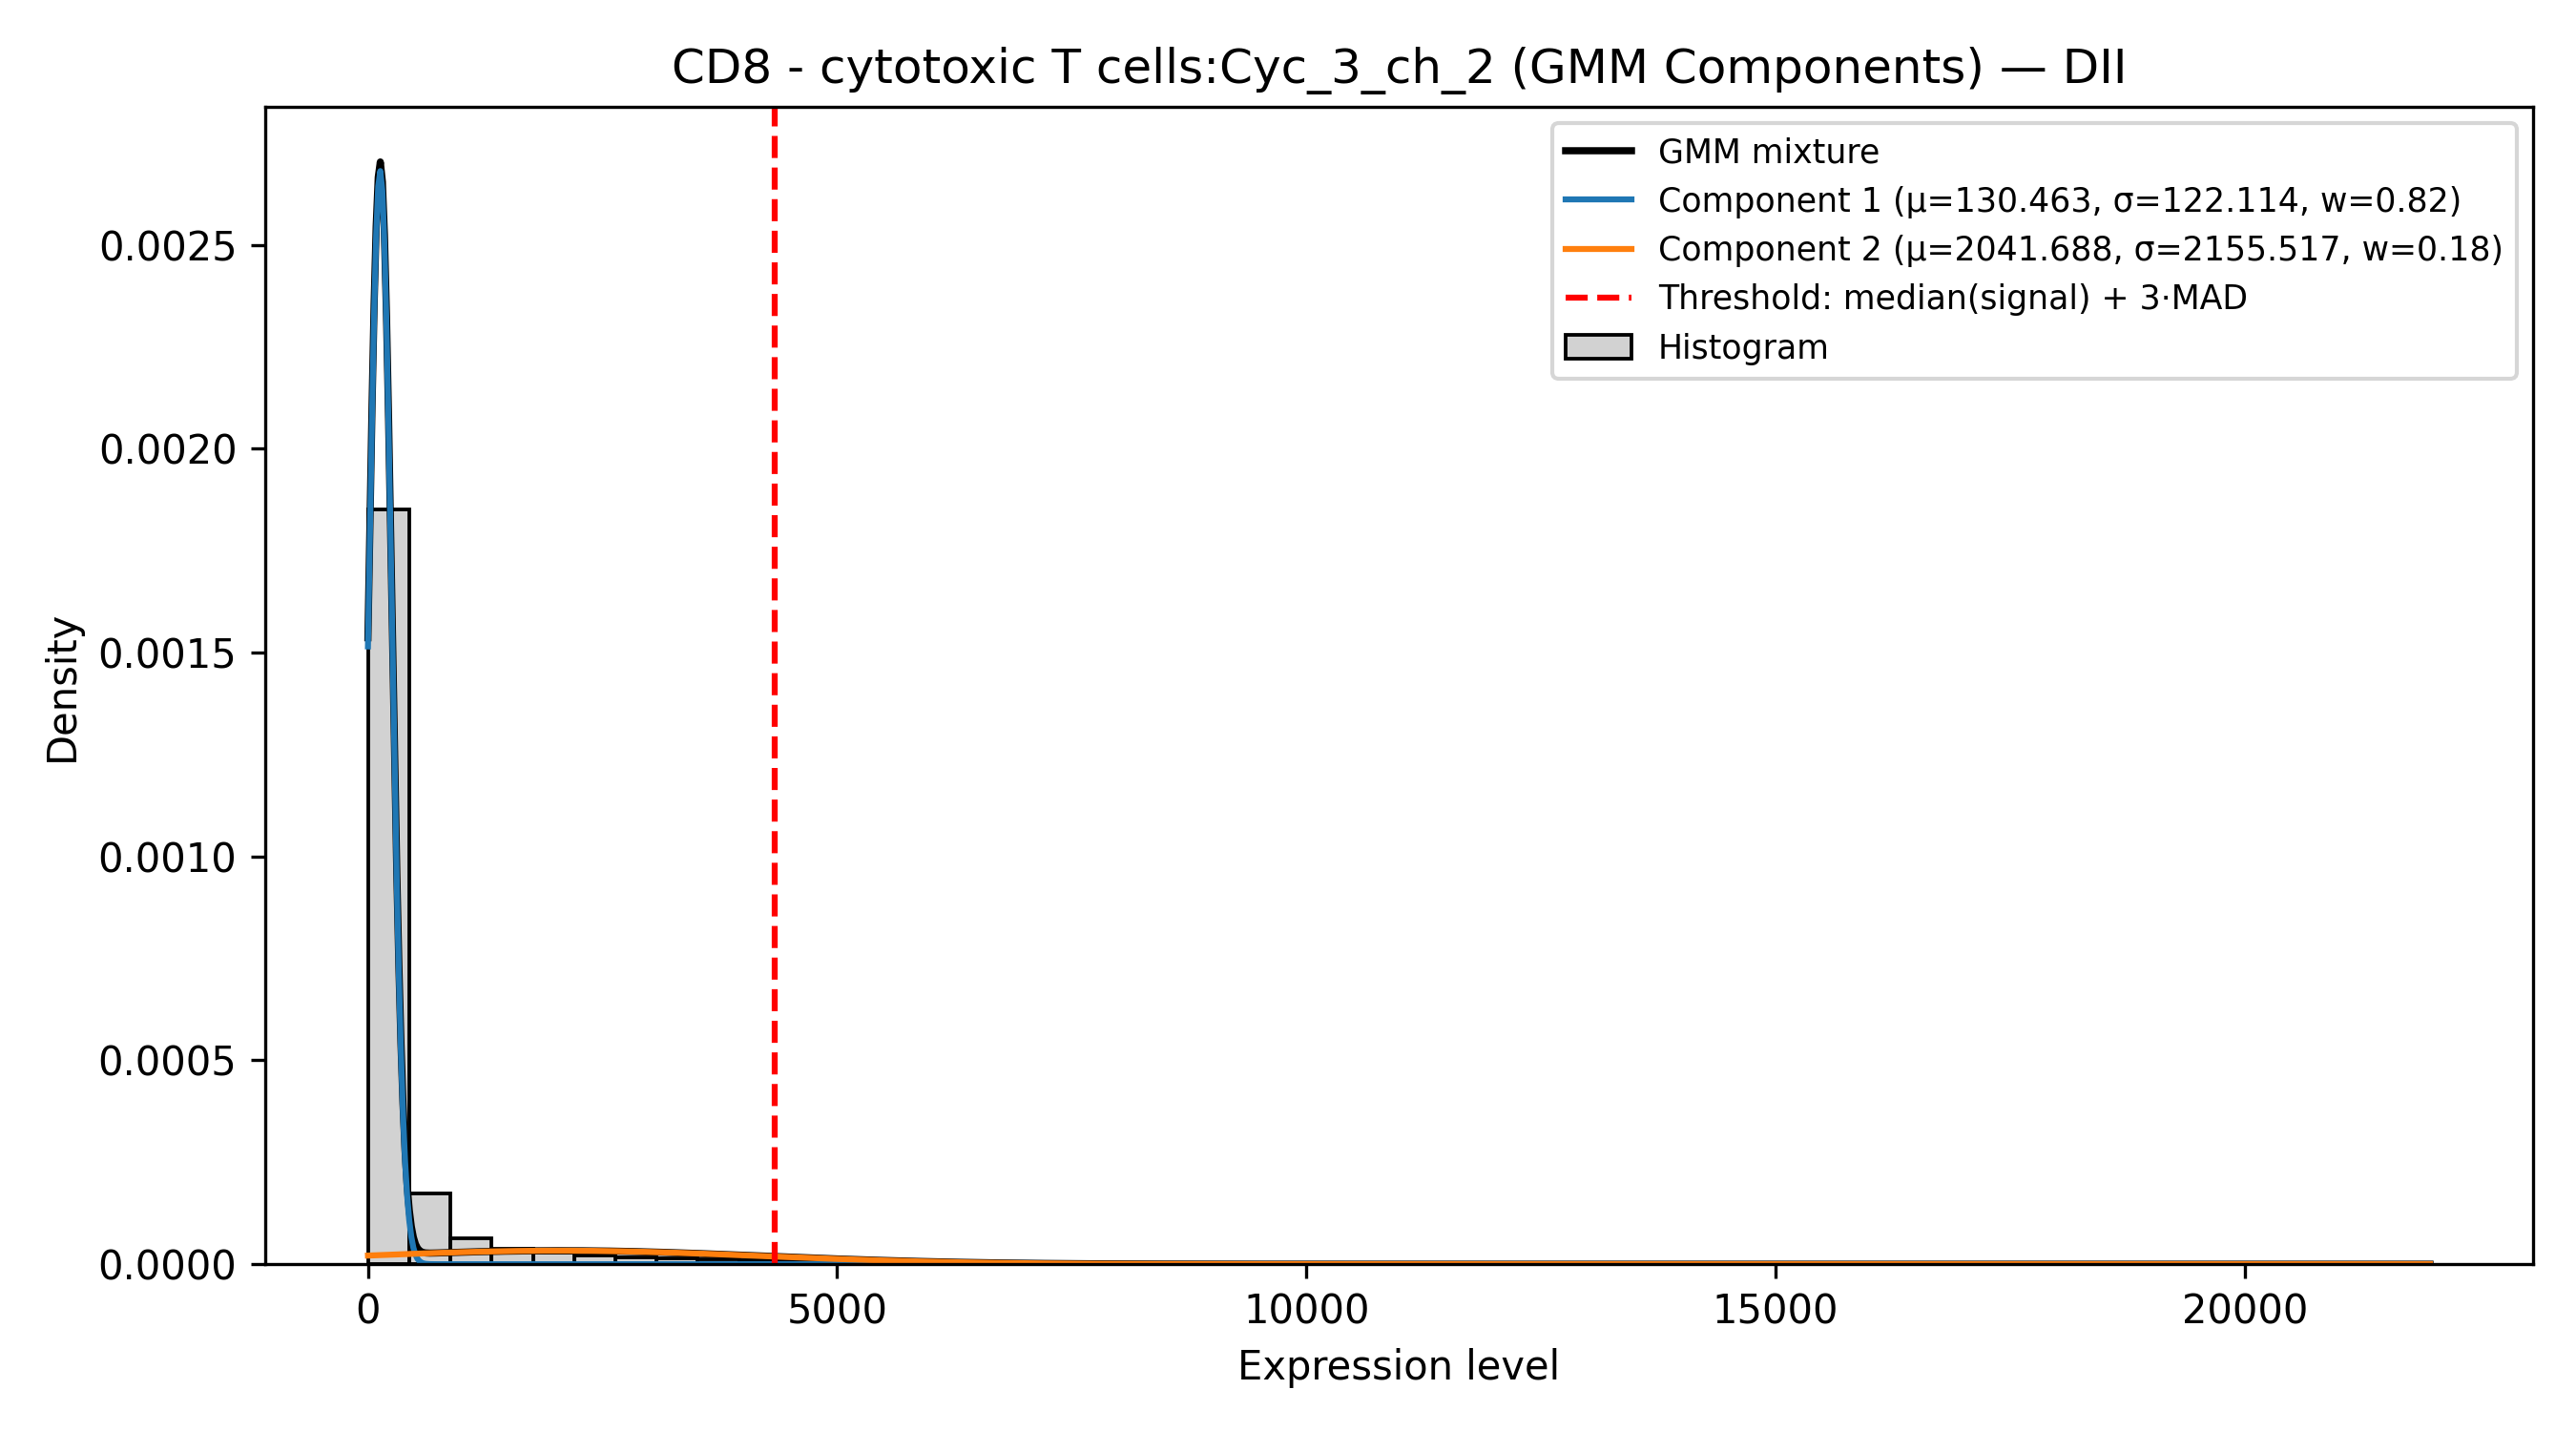 CD8 - cytotoxic T cells:Cyc_3_ch_2 (GMM Components) — DII
GMM mixture
Component 1 (μ=130.463, σ=122.114, w=0.82)
Component 2 (μ=2041.688, σ=2155.517, w=0.18)
Threshold: median(signal) + 3·MAD
Histogram
Density
0.0025
0.0020
0.0015
0.0010
0.0005
0.0000
0 5000 10000 15000 20000
Expression level